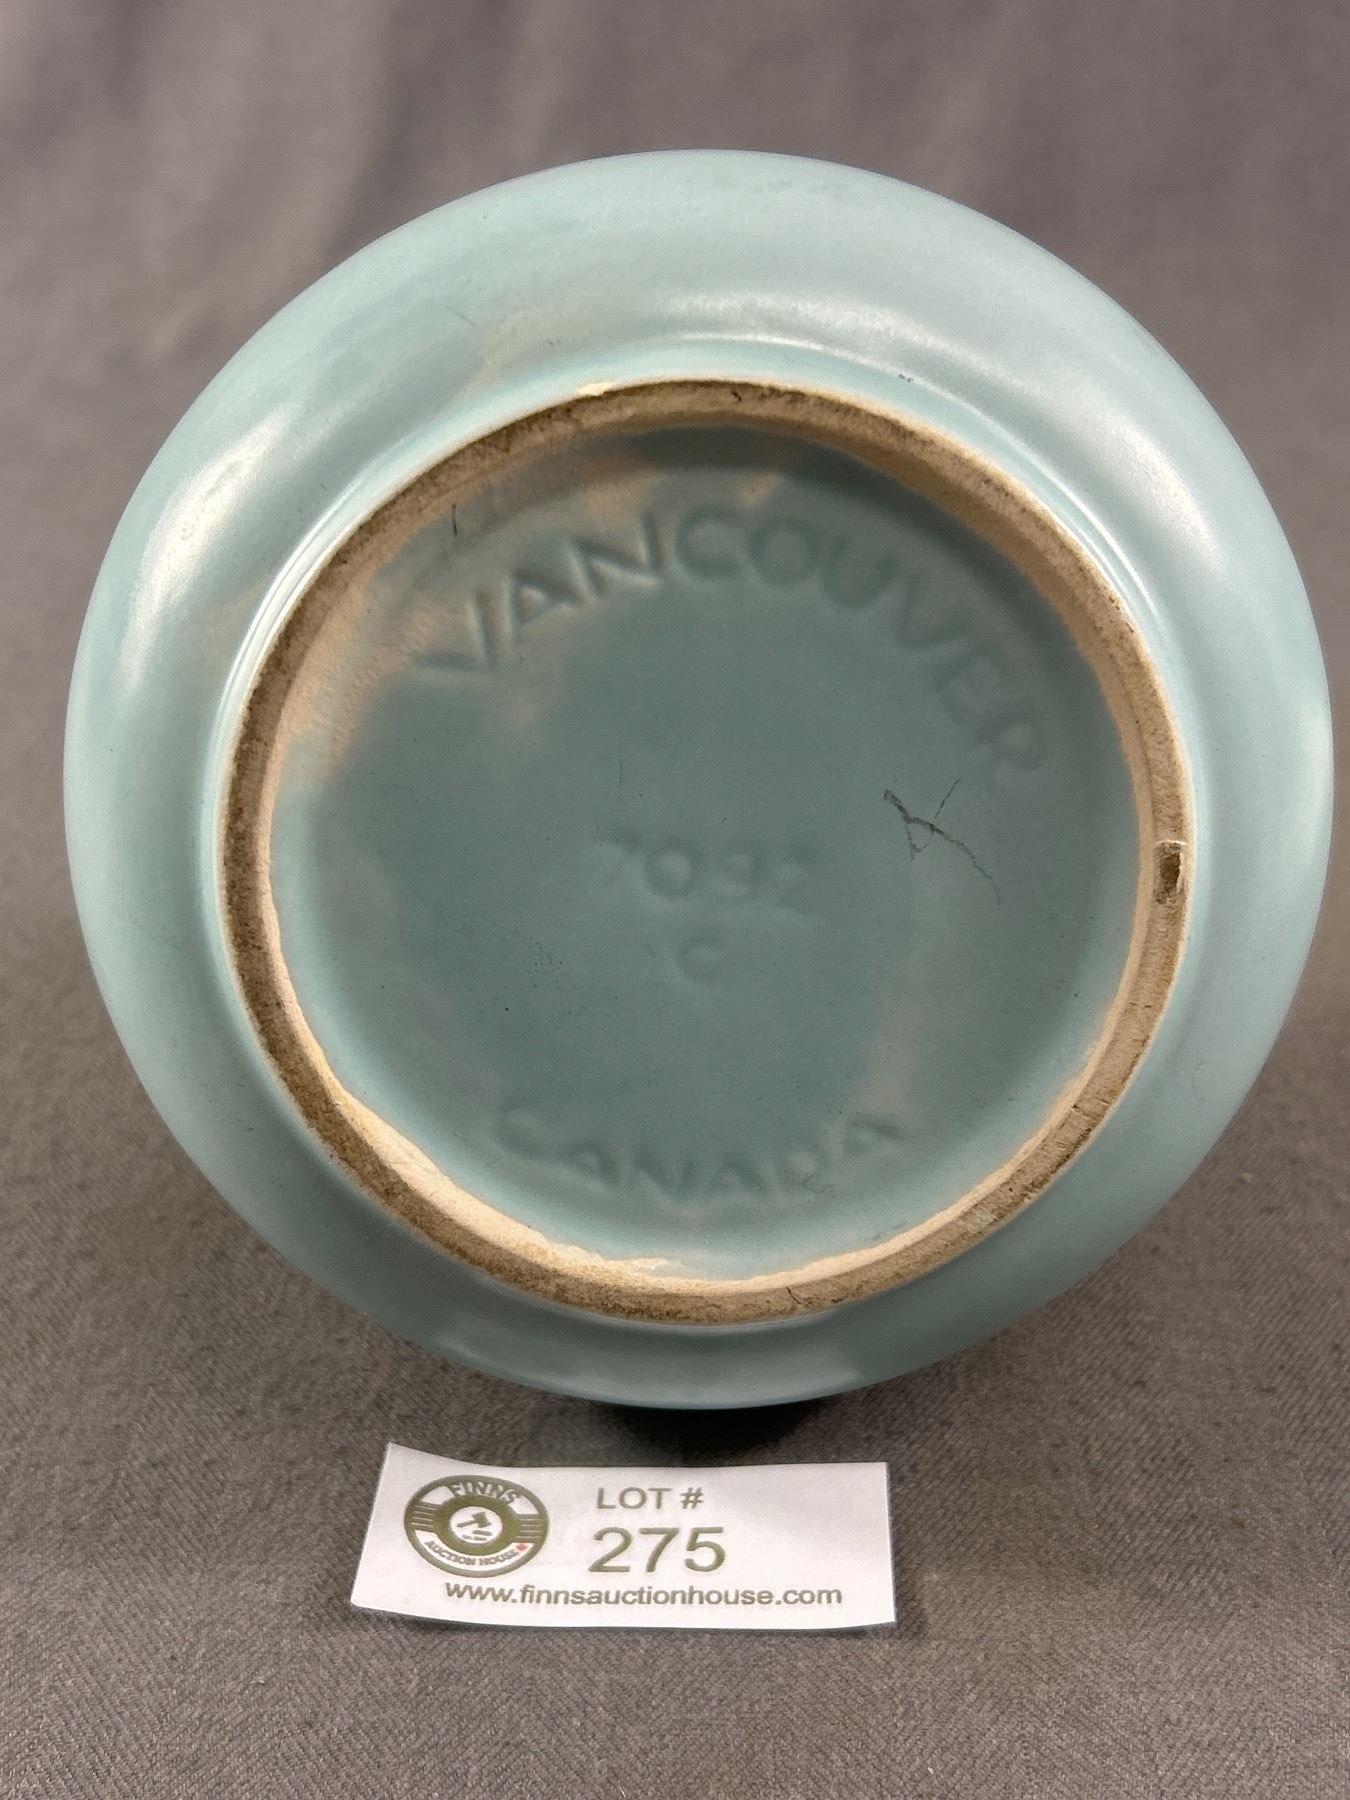 VANCOUVER
7092
C
CANADA
FINNS
AUCTION HOUSE
LOT #
275
www.finnsauctionhouse.com